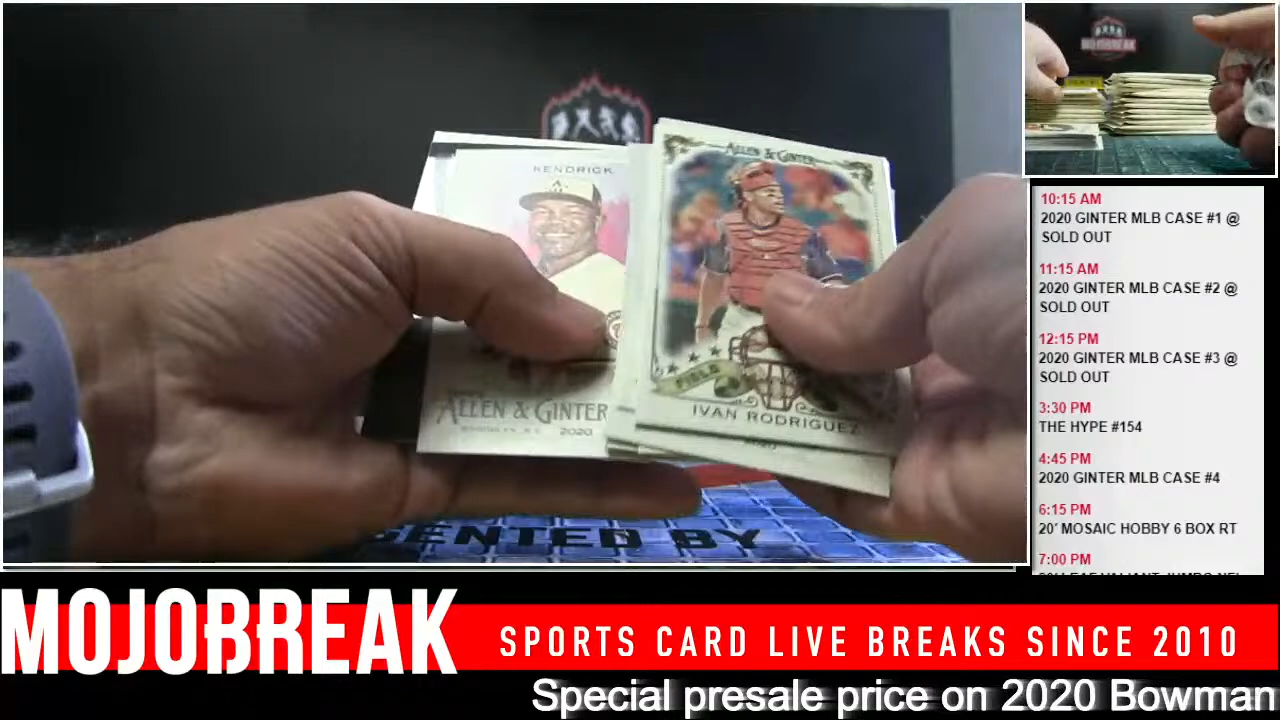 MOJOBREAK
KENDRICK
ALLEN & GINTER
2020
ALLEN & GINTER
FIELD
IVAN RODRIGUEZ
ENTED BY
10:15 AM
2020 GINTER MLB CASE #1 @
SOLD OUT
11:15 AM
2020 GINTER MLB CASE #2 @
SOLD OUT
12:15 PM
2020 GINTER MLB CASE #3 @
SOLD OUT
3:30 PM
THE HYPE #154
4:45 PM
2020 GINTER MLB CASE #4
6:15 PM
20' MOSAIC HOBBY 6 BOX RT
7:00 PM
MOJOBREAK
SPORTS CARD LIVE BREAKS SINCE 2010
Special presale price on 2020 Bowman